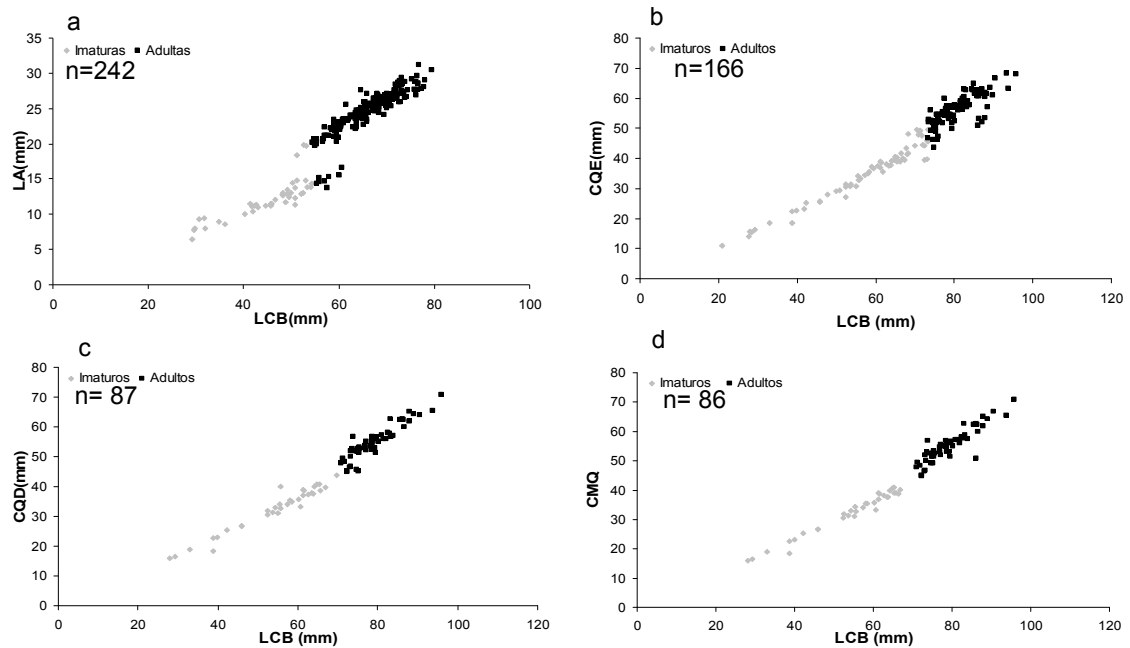 a
Imaturas Adultas
n=242
LA(mm)
35
30
25
20
15
10
5
0
0 20 40 60 80 100
LCB(mm)
b
Imaturos Adultos
n=166
CQE(mm)
80
70
60
50
40
30
20
10
0
0 20 40 60 80 100 120
LCB (mm)
c
Imaturos Adultos
n= 87
CQD(mm)
80
70
60
50
40
30
20
10
0
0 20 40 60 80 100 120
LCB (mm)
d
Imaturos Adultos
n= 86
CMQ
80
70
60
50
40
30
20
10
0
0 20 40 60 80 100 120
LCB (mm)